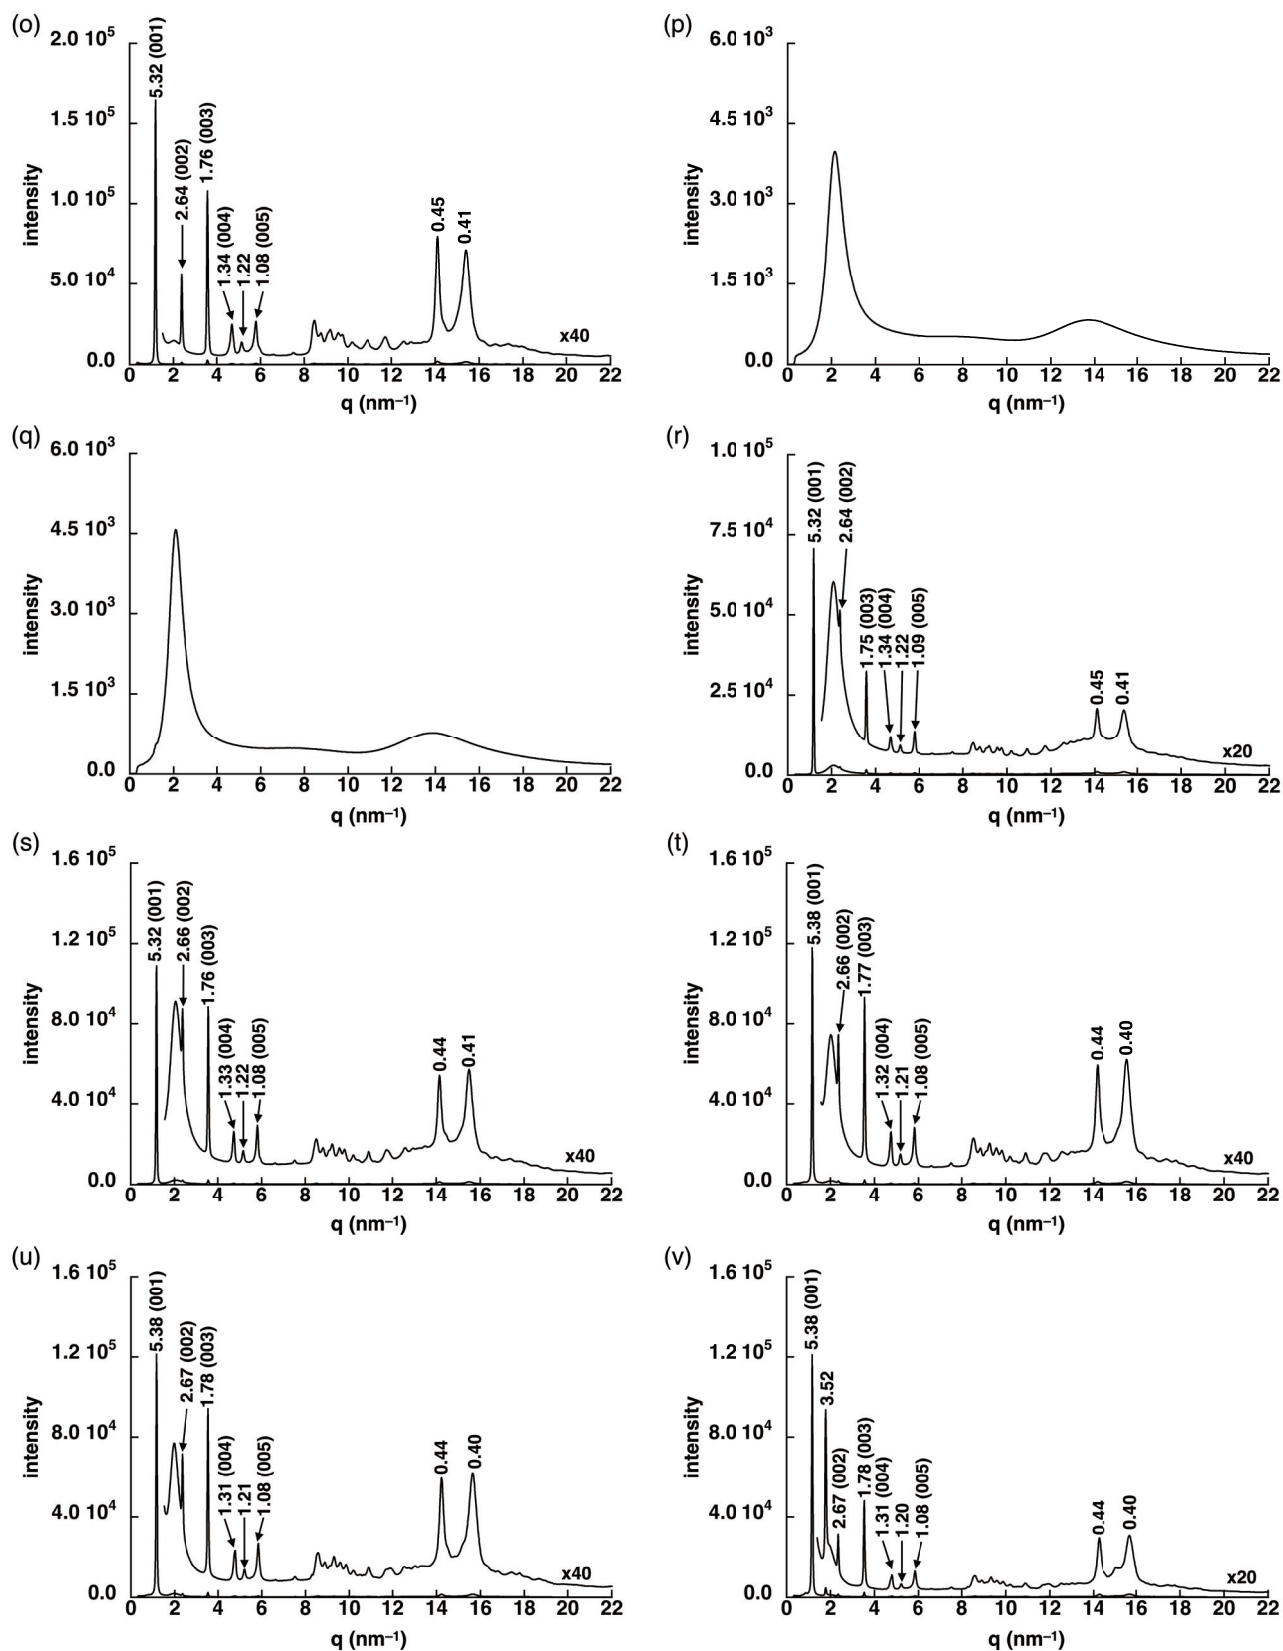 (o)
2.0 10⁵
1.5 10⁵
1.0 10⁵
5.0 10⁴
0.0
intensity
5.32 (001)
2.64 (002)
1.76 (003)
1.34 (004)
1.22
1.08 (005)
0.45
0.41
x40
0 2 4 6 8 10 12 14 16 18 20 22
q (nm⁻¹)
(p)
6.0 10³
4.5 10³
3.0 10³
1.5 10³
0.0
intensity
0 2 4 6 8 10 12 14 16 18 20 22
q (nm⁻¹)
(q)
6.0 10³
4.5 10³
3.0 10³
1.5 10³
0.0
intensity
0 2 4 6 8 10 12 14 16 18 20 22
q (nm⁻¹)
(r)
1.0 10⁵
7.5 10⁴
5.0 10⁴
2.5 10⁴
0.0
intensity
5.32 (001)
2.64 (002)
1.75 (003)
1.34 (004)
1.22
1.09 (005)
0.45
0.41
x20
0 2 4 6 8 10 12 14 16 18 20 22
q (nm⁻¹)
(s)
1.6 10⁵
1.2 10⁵
8.0 10⁴
4.0 10⁴
0.0
intensity
5.32 (001)
2.66 (002)
1.76 (003)
1.33 (004)
1.22
1.08 (005)
0.44
0.41
x40
0 2 4 6 8 10 12 14 16 18 20 22
q (nm⁻¹)
(t)
1.6 10⁵
1.2 10⁵
8.0 10⁴
4.0 10⁴
0.0
intensity
5.38 (001)
2.66 (002)
1.77 (003)
1.32 (004)
1.21
1.08 (005)
0.44
0.40
x40
0 2 4 6 8 10 12 14 16 18 20 22
q (nm⁻¹)
(u)
1.6 10⁵
1.2 10⁵
8.0 10⁴
4.0 10⁴
0.0
intensity
5.38 (001)
2.67 (002)
1.78 (003)
1.31 (004)
1.21
1.08 (005)
0.44
0.40
x40
0 2 4 6 8 10 12 14 16 18 20 22
q (nm⁻¹)
(v)
1.6 10⁵
1.2 10⁵
8.0 10⁴
4.0 10⁴
0.0
intensity
5.38 (001)
3.52
2.67 (002)
1.78 (003)
1.31 (004)
1.20
1.08 (005)
0.44
0.40
x20
0 2 4 6 8 10 12 14 16 18 20 22
q (nm⁻¹)